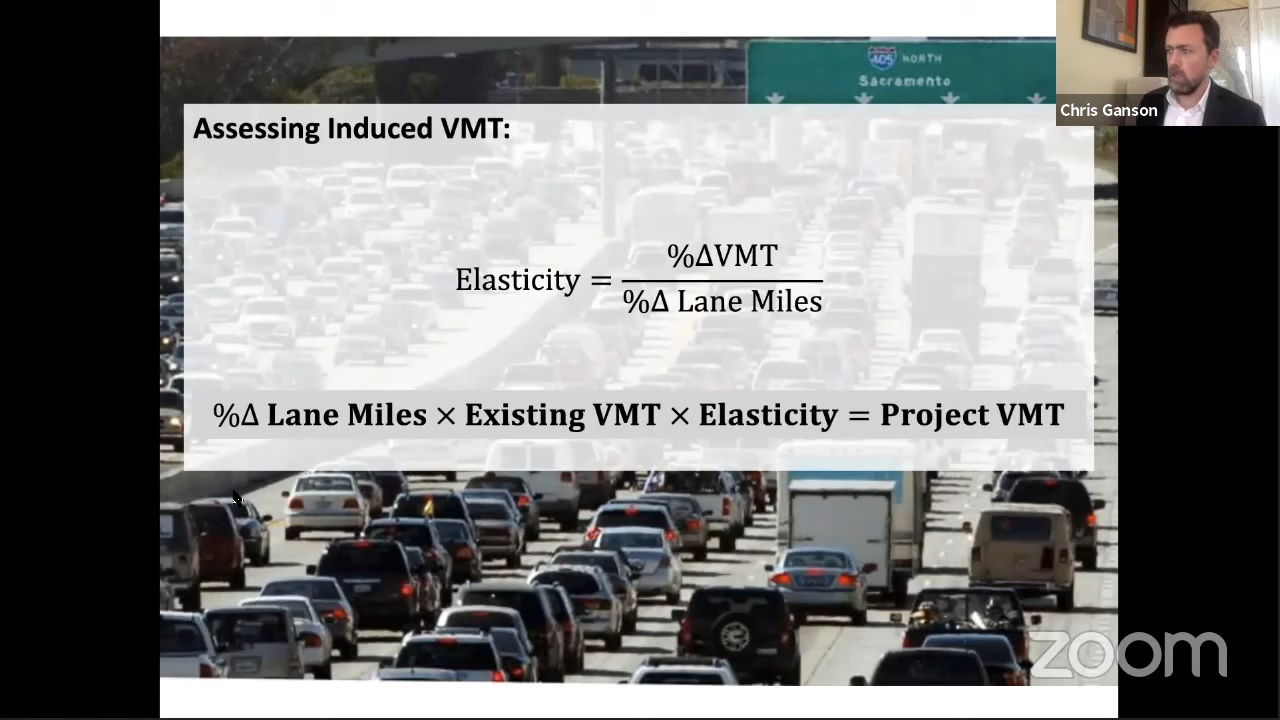 405 NORTH
Sacramento
Chris Ganson
Assessing Induced VMT:
Elasticity = %ΔVMT / %Δ Lane Miles
%Δ Lane Miles × Existing VMT × Elasticity = Project VMT
zoom